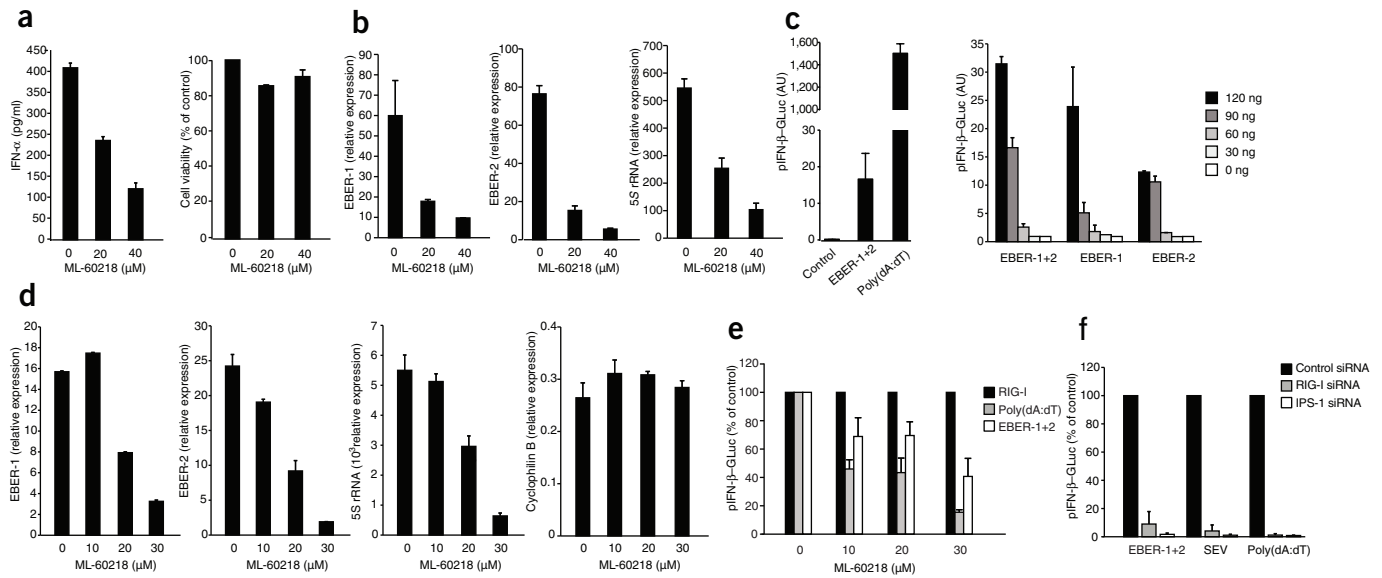 a
IFN-α (pg/ml)
450
400
350
300
250
200
150
100
50
0
0 20 40
ML-60218 (µM)
Cell viability (% of control)
100
80
60
40
20
0
0 20 40
ML-60218 (µM)
b
EBER-1 (relative expression)
90
80
70
60
50
40
30
20
10
0
0 20 40
ML-60218 (µM)
EBER-2 (relative expression)
100
80
60
40
20
0
0 20 40
ML-60218 (µM)
5S rRNA (relative expression)
700
600
500
400
300
200
100
0
0 20 40
ML-60218 (µM)
c
pIFN-β–GLuc (AU)
1,600
1,400
1,200
1,000
30
20
10
0
Control
EBER-1+2
Poly(dA:dT)
pIFN-β–GLuc (AU)
35
30
25
20
15
10
5
0
EBER-1+2 EBER-1 EBER-2
120 ng
90 ng
60 ng
30 ng
0 ng
d
EBER-1 (relative expression)
20
18
16
14
12
10
8
6
4
2
0
0 10 20 30
ML-60218 (µM)
EBER-2 (relative expression)
30
25
20
15
10
5
0
0 10 20 30
ML-60218 (µM)
5S rRNA (10³relative expression)
7
6
5
4
3
2
1
0
0 10 20 30
ML-60218 (µM)
Cyclophilin B (relative expression)
0.4
0.3
0.2
0.1
0
0 10 20 30
ML-60218 (µM)
e
pIFN-β–GLuc (% of control)
120
100
80
60
40
20
0
0 10 20 30
ML-60218 (µM)
RIG-I
Poly(dA:dT)
EBER-1+2
f
pIFN-β–GLuc (% of control)
120
100
80
60
40
20
0
EBER-1+2 SEV Poly(dA:dT)
Control siRNA
RIG-I siRNA
IPS-1 siRNA